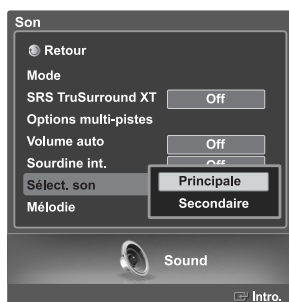 Son
Retour
Mode
SRS TruSurround XT Off
Options multi-pistes
Volume auto Off
Sourdine int. Off
Sélect. son Principale
Mélodie Secondaire
Sound
Intro.